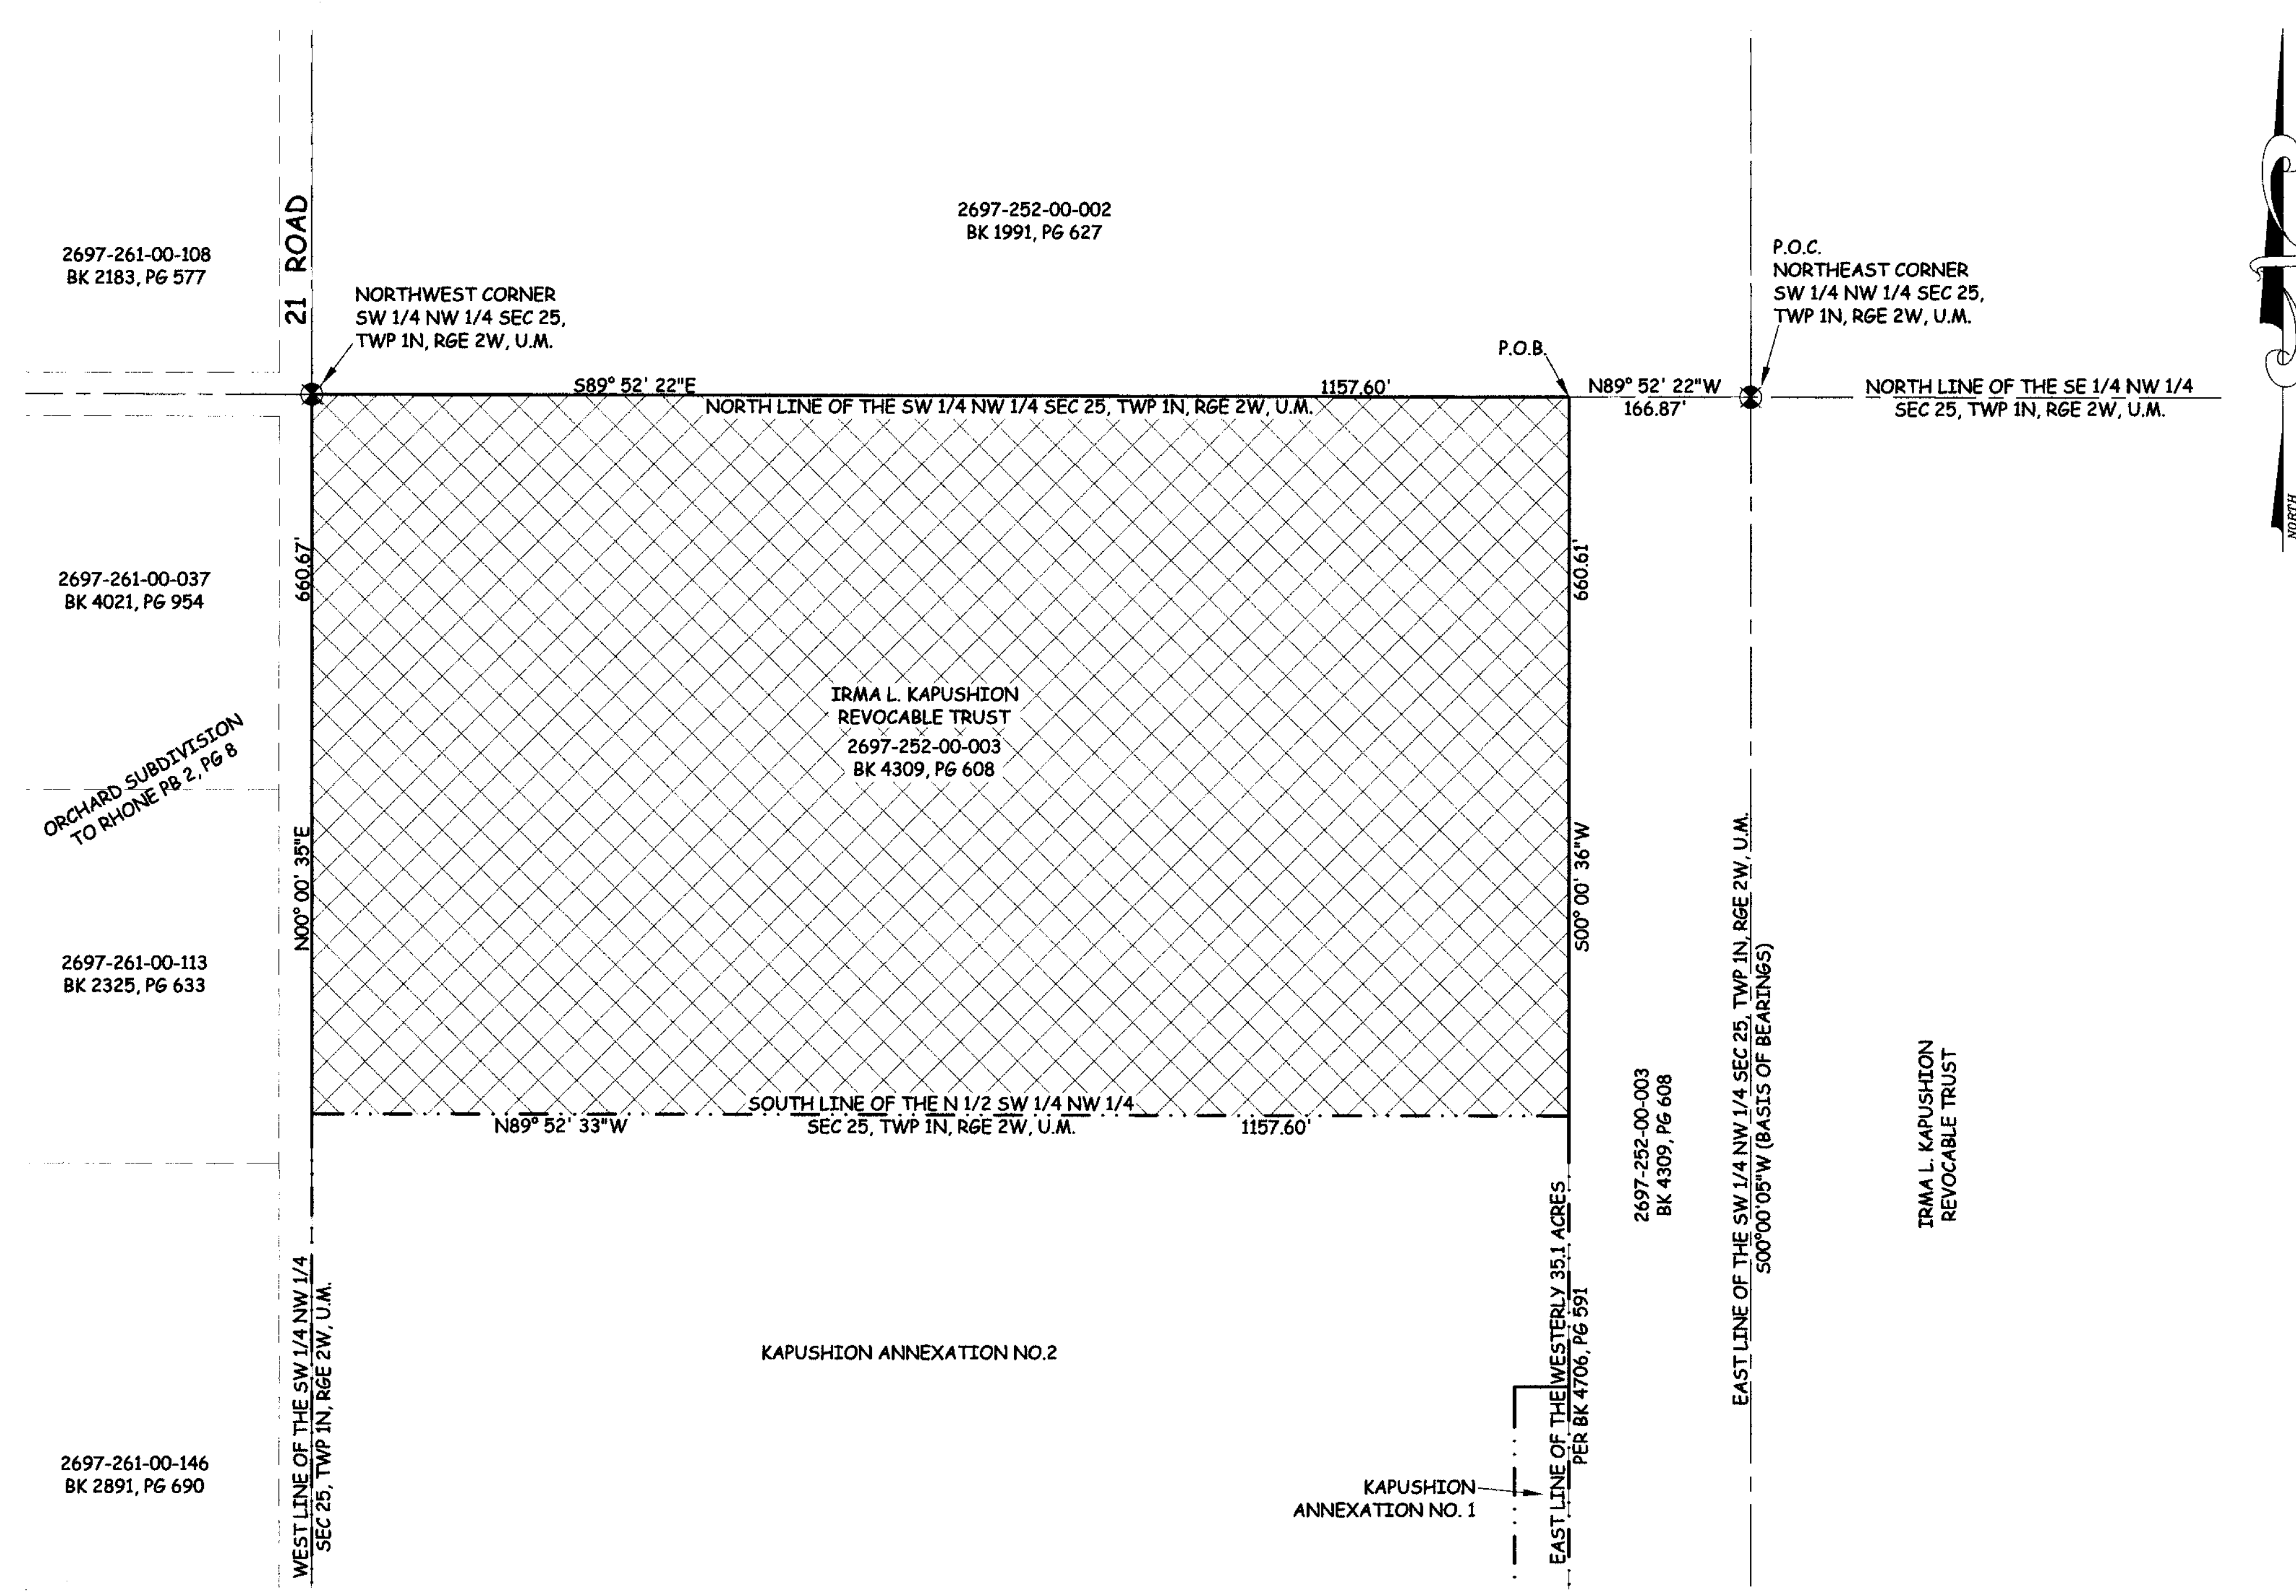 2697-252-00-002
BK 1991, PG 627
2697-261-00-108
BK 2183, PG 577
21 ROAD
NORTHWEST CORNER
SW 1/4 NW 1/4 SEC 25,
TWP 1N, RGE 2W, U.M.
P.O.C.
NORTHEAST CORNER
SW 1/4 NW 1/4 SEC 25,
TWP 1N, RGE 2W, U.M.
P.O.B.
S89° 52' 22"E
1157.60'
NORTH LINE OF THE SW 1/4 NW 1/4 SEC 25, TWP 1N, RGE 2W, U.M.
N89° 52' 22"W
166.87'
NORTH LINE OF THE SE 1/4 NW 1/4
SEC 25, TWP 1N, RGE 2W, U.M.
NORTH
660.67'
660.61'
2697-261-00-037
BK 4021, PG 954
IRMA L. KAPUSHION
REVOCABLE TRUST
2697-252-00-003
BK 4309, PG 608
ORCHARD SUBDIVISION
TO RHONE PB 2, PG 8
N00° 00' 35"E
S00° 00' 36"W
2697-261-00-113
BK 2325, PG 633
SOUTH LINE OF THE N 1/2 SW 1/4 NW 1/4
N89° 52' 33"W
SEC 25, TWP 1N, RGE 2W, U.M.
1157.60'
2697-252-00-003
BK 4309, PG 608
EAST LINE OF THE SW 1/4 NW 1/4 SEC 25, TWP 1N, RGE 2W, U.M.
S00°00'05"W (BASIS OF BEARINGS)
IRMA L. KAPUSHION
REVOCABLE TRUST
WEST LINE OF THE SW 1/4 NW 1/4
SEC 25, TWP 1N, RGE 2W, U.M.
KAPUSHION ANNEXATION NO.2
EAST LINE OF THE WESTERLY 35.1 ACRES
PER BK 4706, PG 591
2697-261-00-146
BK 2891, PG 690
KAPUSHION
ANNEXATION NO. 1